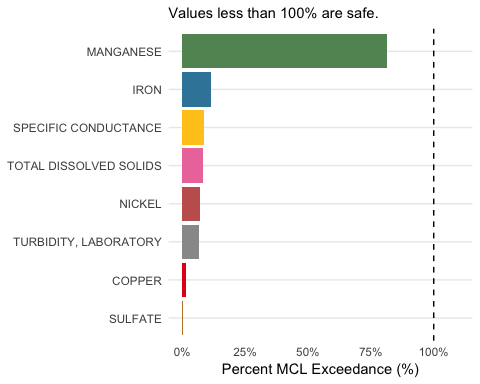 Values less than 100% are safe.
MANGANESE
IRON
SPECIFIC CONDUCTANCE
TOTAL DISSOLVED SOLIDS
NICKEL
TURBIDITY, LABORATORY
COPPER
SULFATE
0% 25% 50% 75% 100%
Percent MCL Exceedance (%)